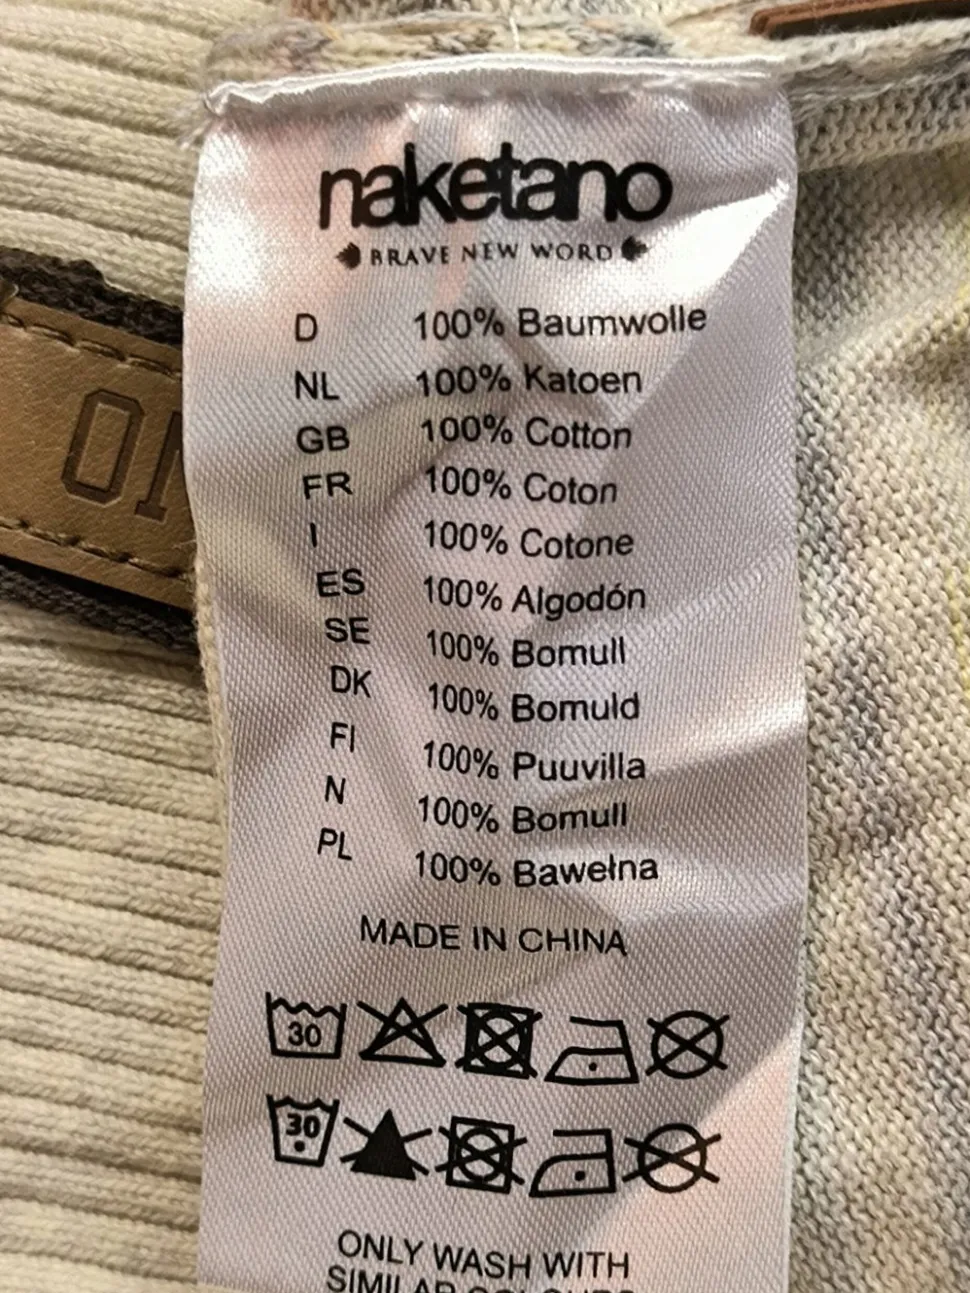 naketano
BRAVE NEW WORD
D 100% Baumwolle
NL 100% Katoen
GB 100% Cotton
FR 100% Coton
I 100% Cotone
ES 100% Algodón
SE 100% Bomull
DK 100% Bomuld
FI 100% Puuvilla
N 100% Bomull
PL 100% Bawełna
MADE IN CHINA
30
30
ONLY WASH WITH
SIMILAR COLOURS